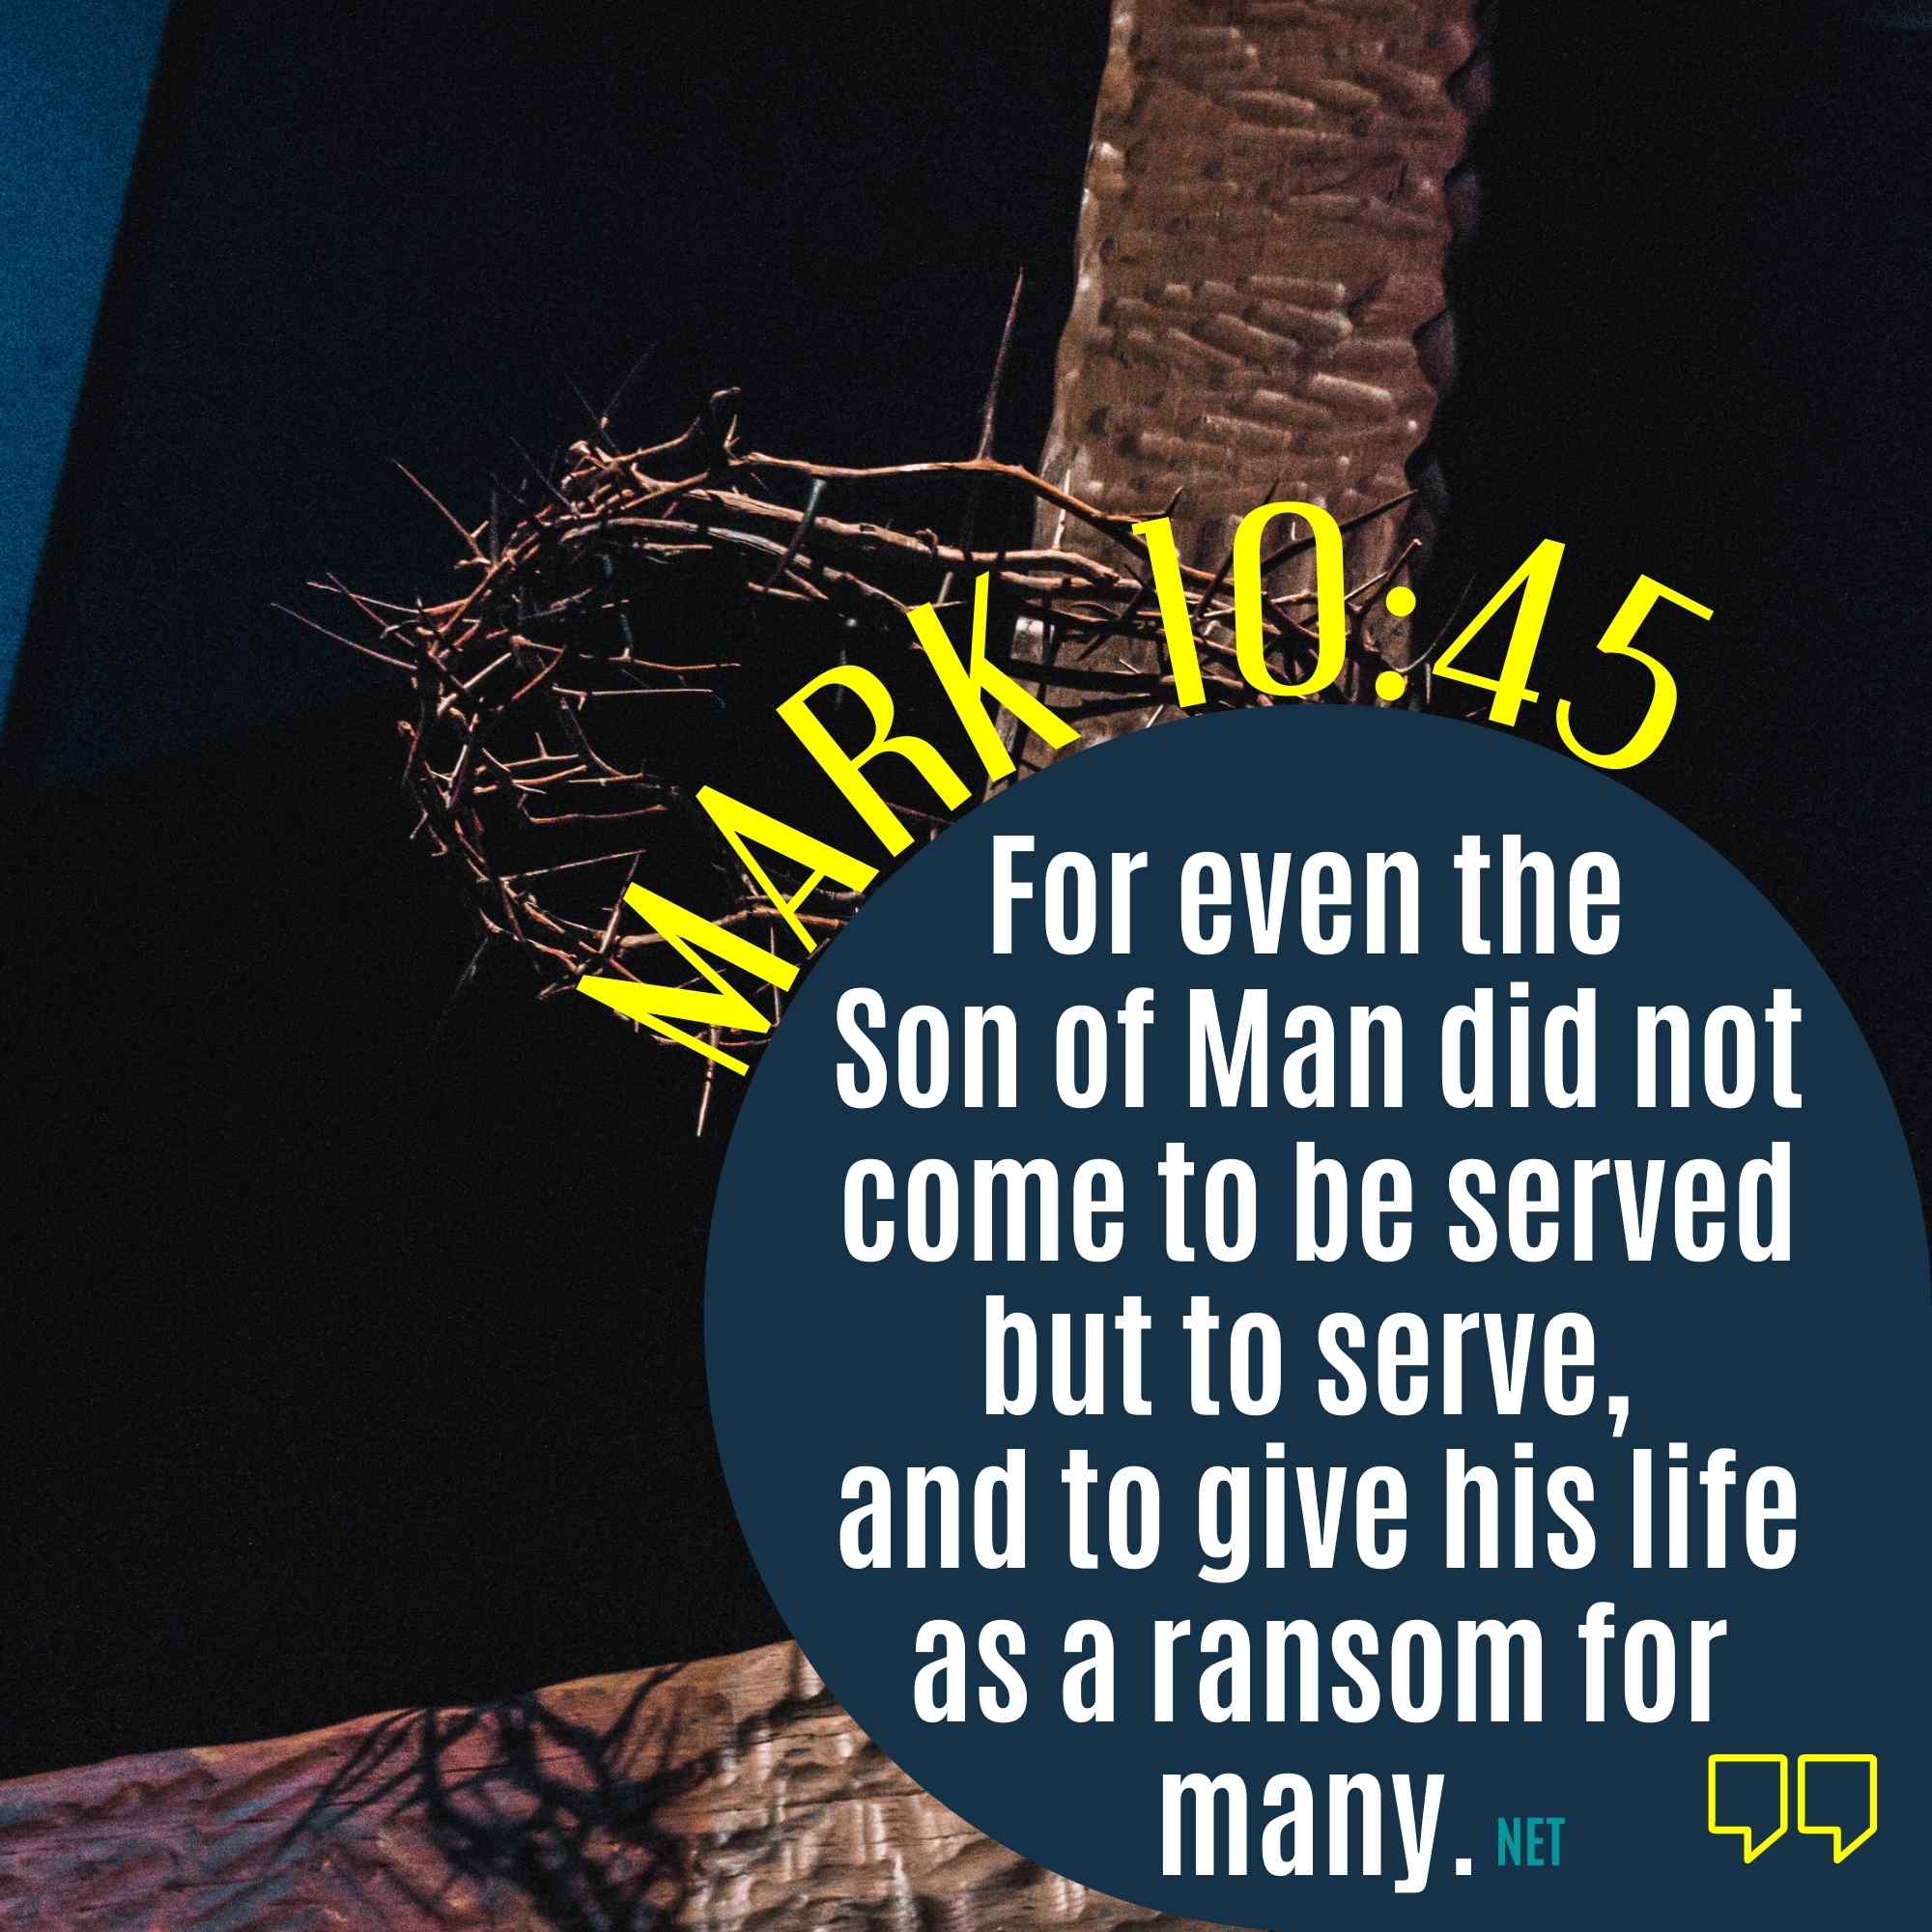 MARK 10:45
For even the
Son of Man did not
come to be served
but to serve,
and to give his life
as a ransom for
many. NET